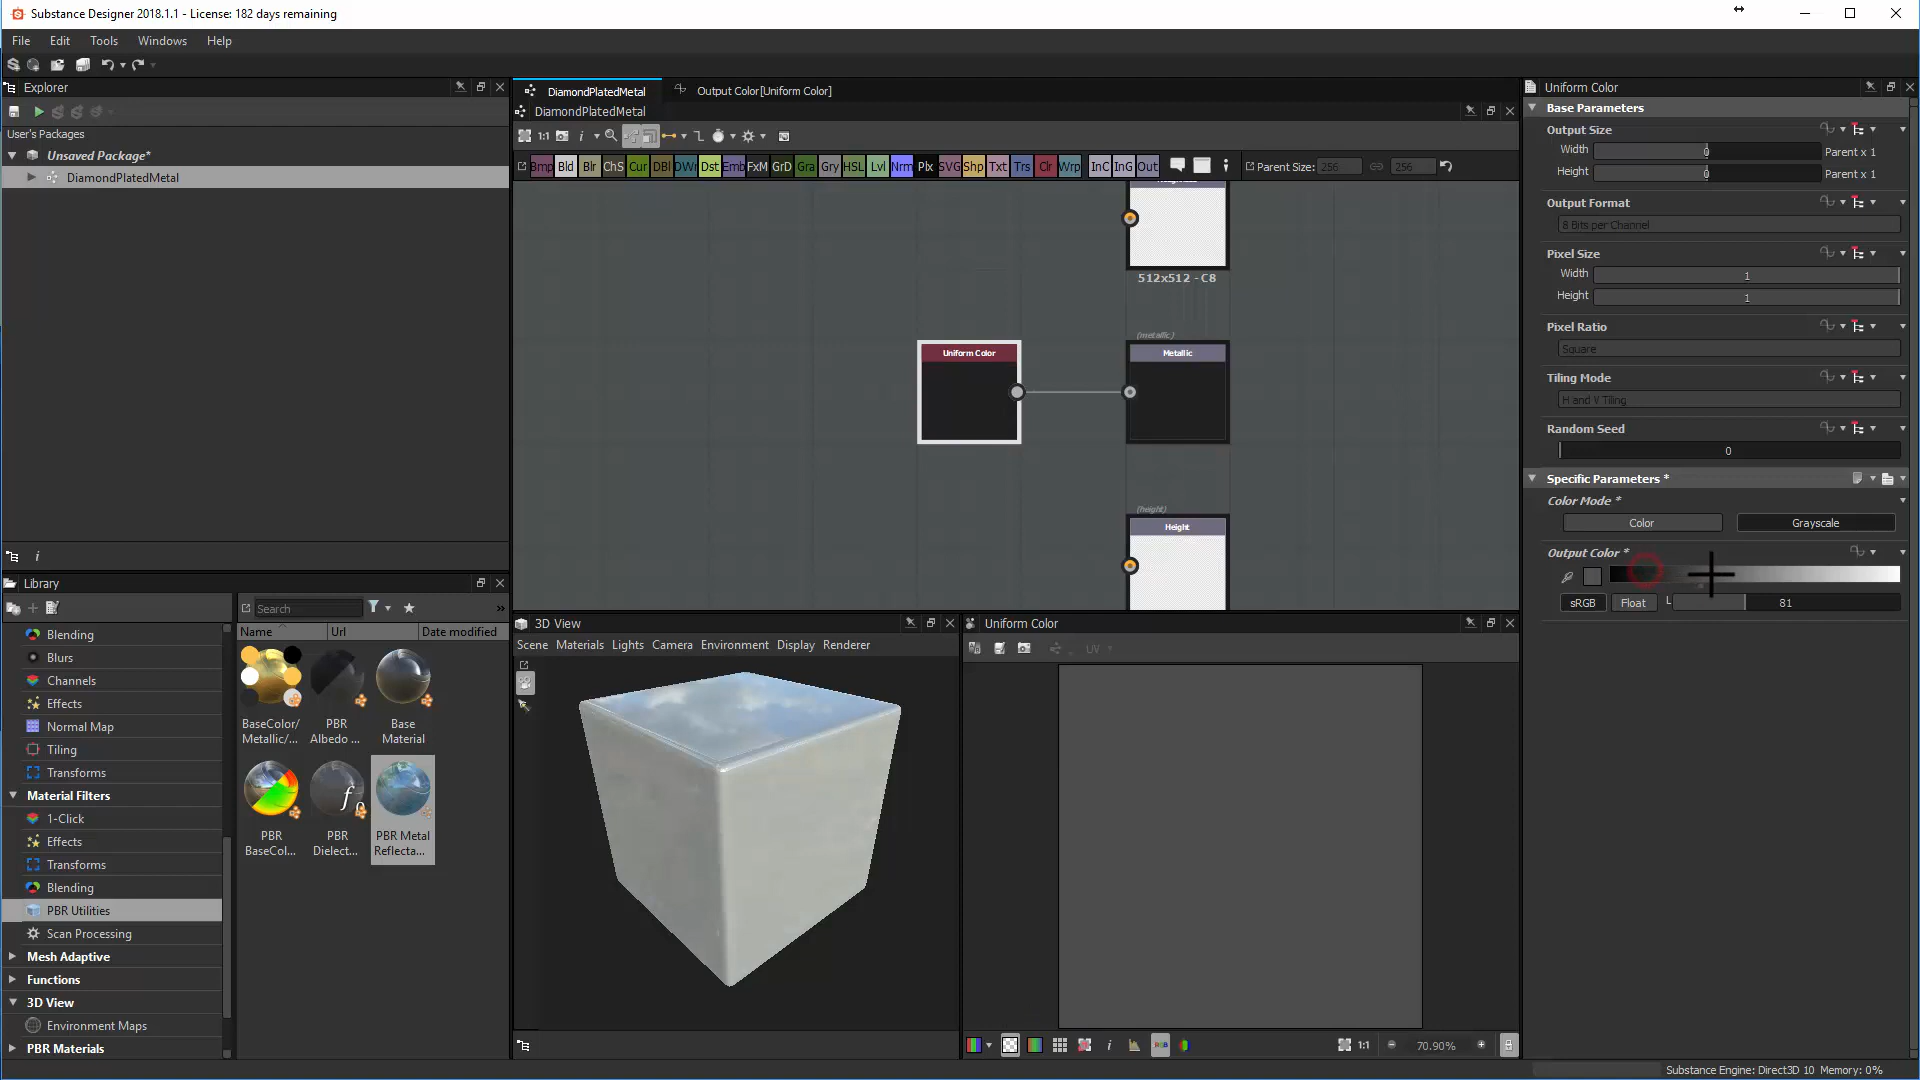 Substance Designer 2018.1.1 - License: 182 days remaining
File Edit Tools Windows Help
Explorer
User's Packages
Unsaved Package*
DiamondPlatedMetal
Library
Search
Name Url Date modified
Blending
Blurs
Channels
Effects
Normal Map
Tiling
Transforms
Material Filters
1-Click
Effects
Transforms
Blending
PBR Utilities
Scan Processing
Mesh Adaptive
Functions
3D View
Environment Maps
PBR Materials
BaseColor/ Metallic/...
PBR Albedo ...
Base Material
PBR BaseCol...
PBR Dielect...
PBR Metal Reflecta...
DiamondPlatedMetal Output Color[Uniform Color]
DiamondPlatedMetal
1:1 i
Bmp Bld Blr ChS Cur DBl DWr Dst Emb FxM GrD Gra Gry HSL Lvl Nrm Plx SVG Shp Txt Trs Clr Wrp InC InG Out Parent Size: 256 256
512x512 - C8
(metallic)
Uniform Color
Metallic
(height)
Height
3D View
Scene Materials Lights Camera Environment Display Renderer
Uniform Color
UV
1:1 70.90%
Uniform Color
Base Parameters
Output Size
Width 0 Parent x 1
Height 0 Parent x 1
Output Format
8 Bits per Channel
Pixel Size
Width 1
Height 1
Pixel Ratio
Square
Tiling Mode
H and V Tiling
Random Seed
0
Specific Parameters *
Color Mode *
Color Grayscale
Output Color *
sRGB Float L 81
Substance Engine: Direct3D 10 Memory: 0%